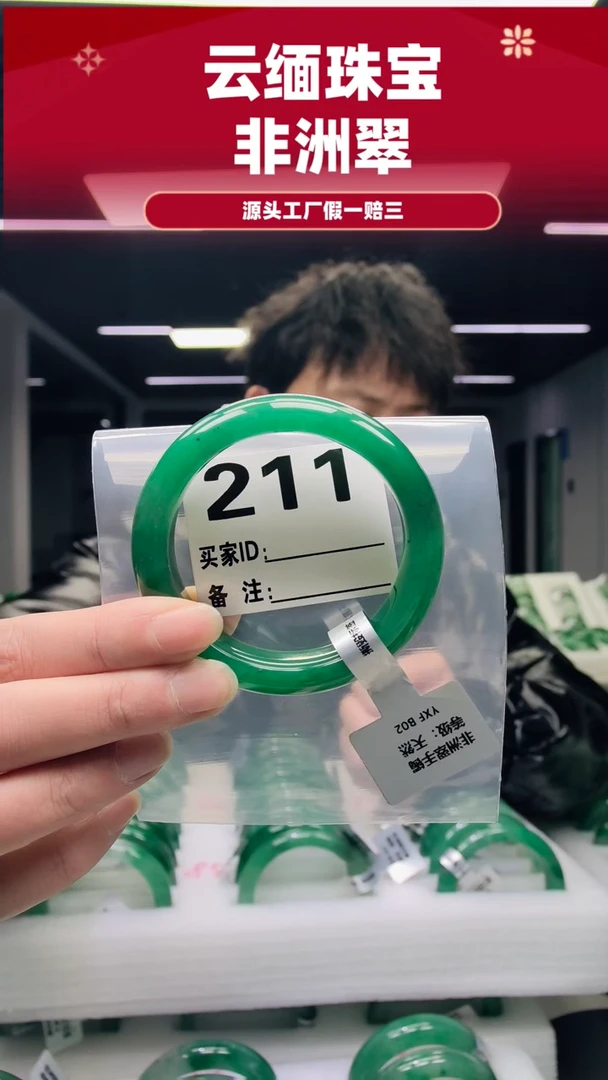 云缅珠宝
非洲翠
源头工厂假一赔三
211
买家ID:
备 注:
非洲翠手镯
等级: 天然
YXF B02